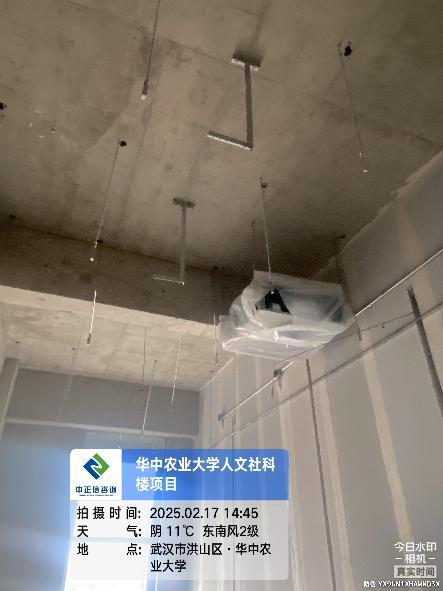 中正信咨询
华中农业大学人文社科
楼项目
拍摄时间: 2025.02.17 14:45
天气: 阴 11℃ 东南风2级
地点: 武汉市洪山区·华中农
业大学
今日水印
相机
真实时间